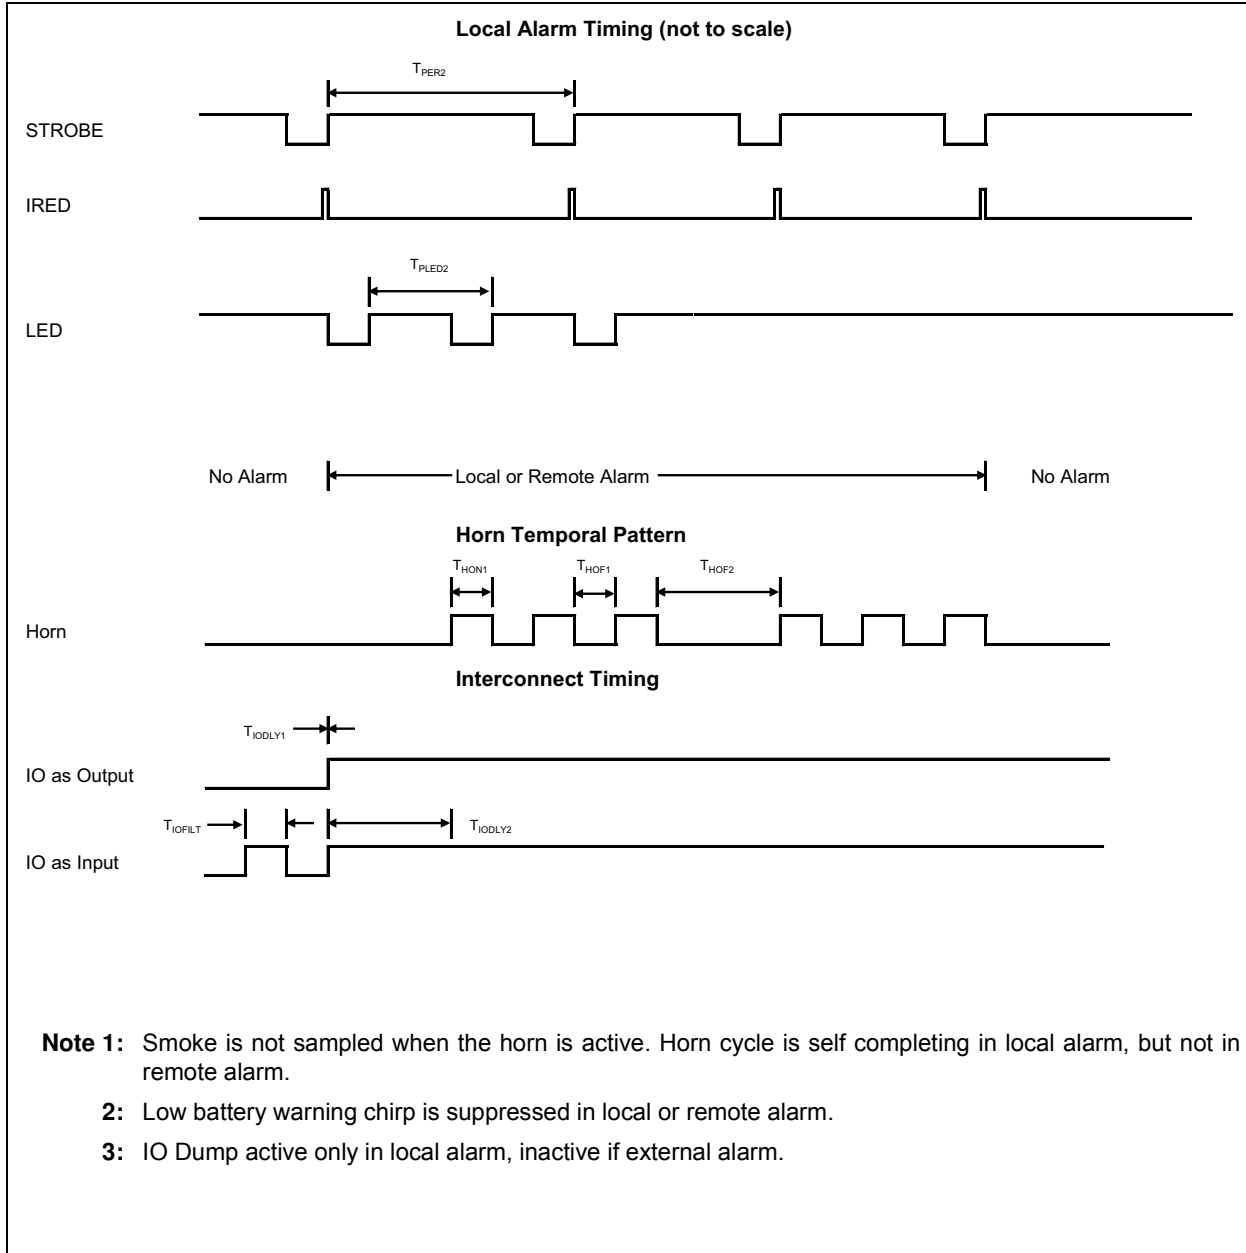 Local Alarm Timing (not to scale)
TPER2
STROBE
IRED
TPLED2
LED
No Alarm
Local or Remote Alarm
No Alarm
Horn Temporal Pattern
THON1
THOF1
THOF2
Horn
Interconnect Timing
TIODLY1
IO as Output
TIOFILT
TIODLY2
IO as Input
Note 1: Smoke is not sampled when the horn is active. Horn cycle is self completing in local alarm, but not in
remote alarm.
2: Low battery warning chirp is suppressed in local or remote alarm.
3: IO Dump active only in local alarm, inactive if external alarm.